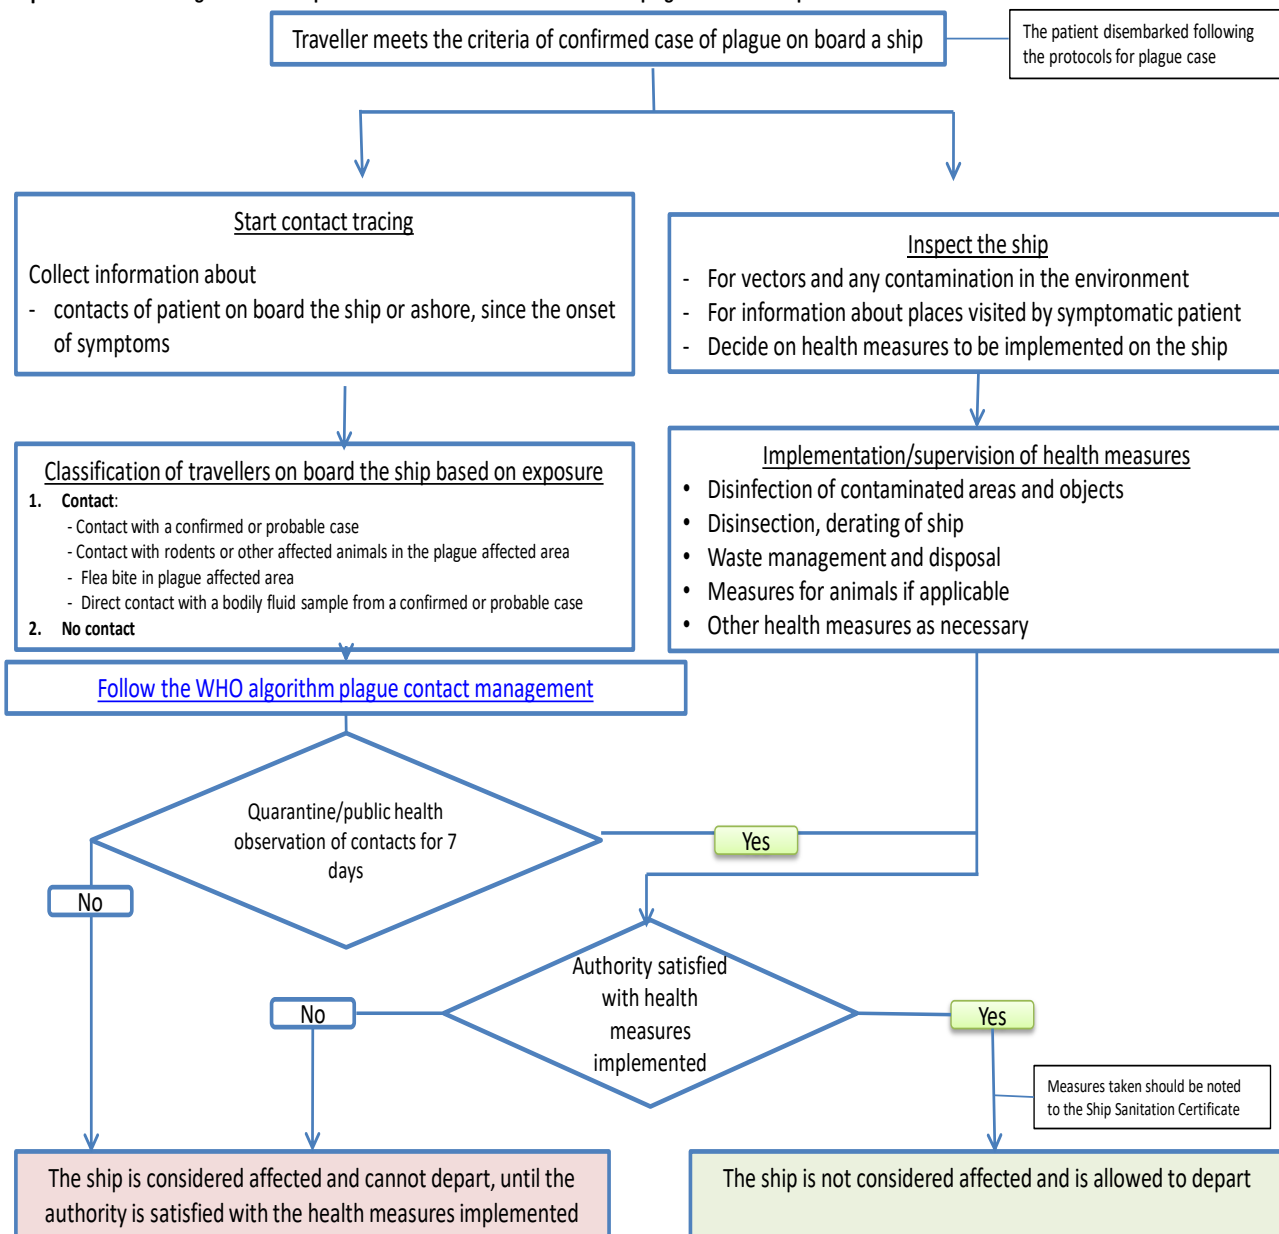 Traveller meets the criteria of confirmed case of plague on board a ship
The patient disembarked following
the protocols for plague case
Start contact tracing
Collect information about
- contacts of patient on board the ship or ashore, since the onset
of symptoms
Inspect the ship
- For vectors and any contamination in the environment
- For information about places visited by symptomatic patient
- Decide on health measures to be implemented on the ship
Classification of travellers on board the ship based on exposure
1. Contact:
- Contact with a confirmed or probable case
- Contact with rodents or other affected animals in the plague affected area
- Flea bite in plague affected area
- Direct contact with a bodily fluid sample from a confirmed or probable case
2. No contact
Implementation/supervision of health measures
• Disinfection of contaminated areas and objects
• Disinsection, derating of ship
• Waste management and disposal
• Measures for animals if applicable
• Other health measures as necessary
Follow the WHO algorithm plague contact management
Quarantine/public health
observation of contacts for 7
days
Yes
No
Authority satisfied
with health
measures
implemented
No
Yes
Measures taken should be noted
to the Ship Sanitation Certificate
The ship is considered affected and cannot depart, until the
authority is satisfied with the health measures implemented
The ship is not considered affected and is allowed to depart